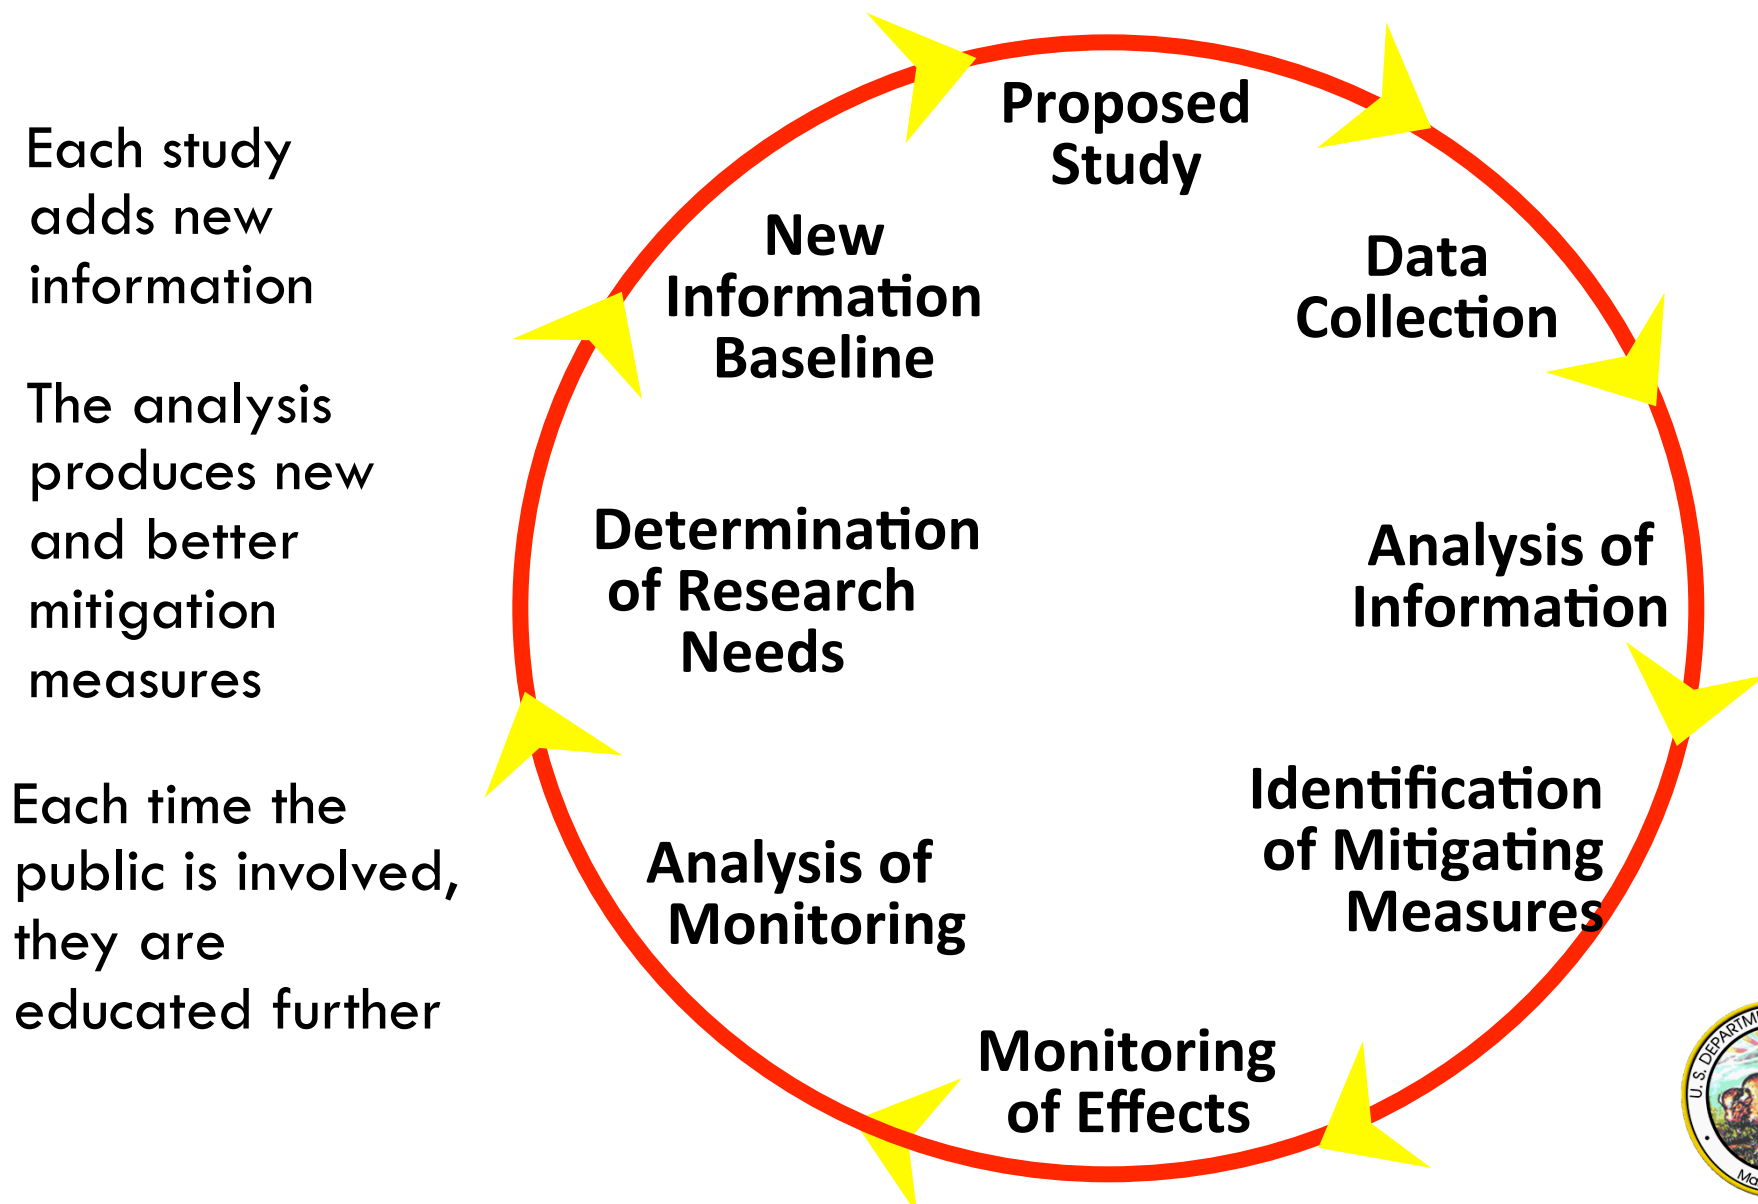 Each study
adds new
information
The analysis
produces new
and better
mitigation
measures
Each time the
public is involved,
they are
educated further
Proposed
Study
Data
Collection
Analysis of
Information
Identification
of Mitigating
Measures
Monitoring
of Effects
Analysis of
Monitoring
Determination
of Research
Needs
New
Information
Baseline
U. S.